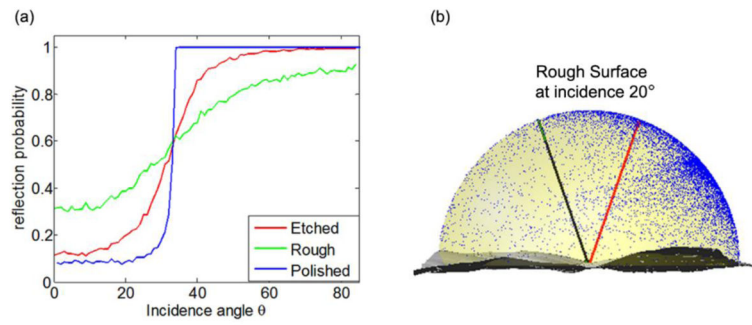 (a)
1
0.8
0.6
0.4
0.2
0
0 20 40 60 80
reflection probability
Incidence angle θ
Etched
Rough
Polished
(b)
Rough Surface
at incidence 20°